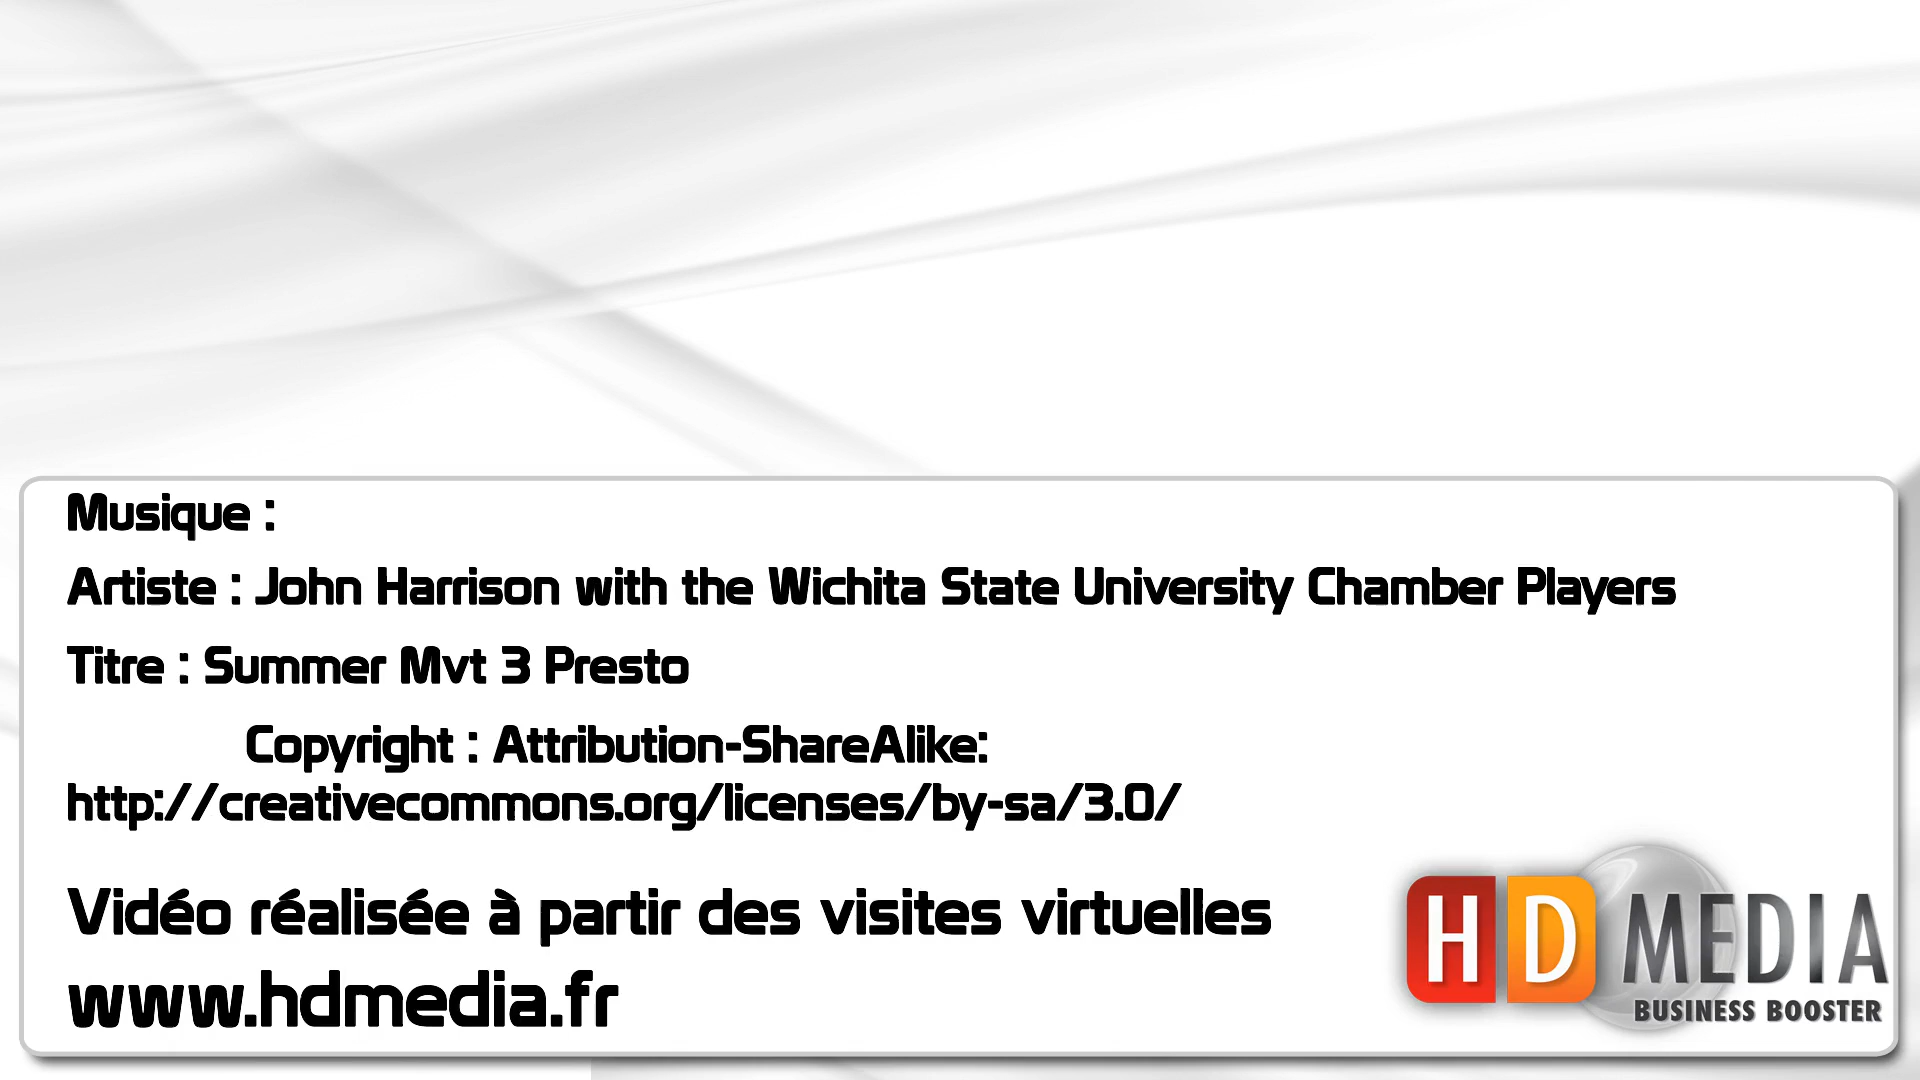 Musique :
Artiste : John Harrison with the Wichita State University Chamber Players
Titre : Summer Mvt 3 Presto
Copyright : Attribution-ShareAlike:
http://creativecommons.org/licenses/by-sa/3.0/
Vidéo réalisée à partir des visites virtuelles
www.hdmedia.fr
HD MEDIA
BUSINESS BOOSTER